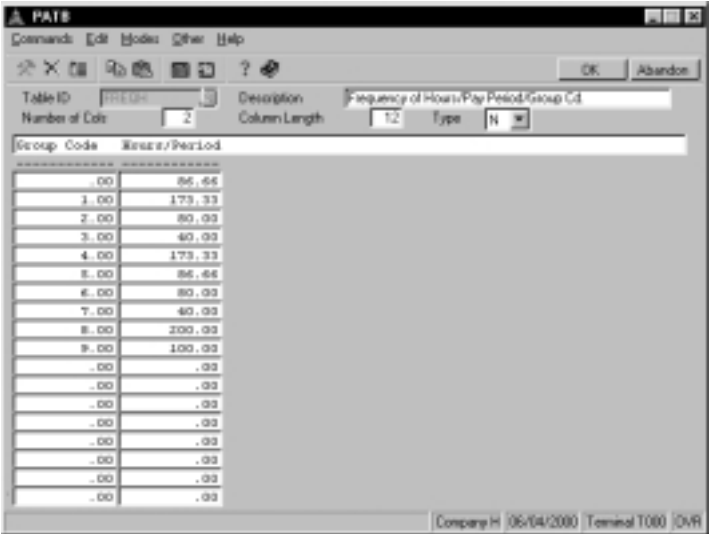 PATB
Commands Edit Modes Other Help
? OK Abandon
Table ID FREQH Description Frequency of Hours/Pay Period/Group Cd.
Number of Cols 2 Column Length 12 Type N
Group Code Hours/Period
------------ ------------
.00 86.66
1.00 173.33
2.00 80.00
3.00 40.00
4.00 173.33
5.00 86.66
6.00 80.00
7.00 40.00
8.00 200.00
9.00 100.00
.00 .00
.00 .00
.00 .00
.00 .00
.00 .00
.00 .00
.00 .00
.00 .00
Company H 06/04/2000 Terminal T000 OVR